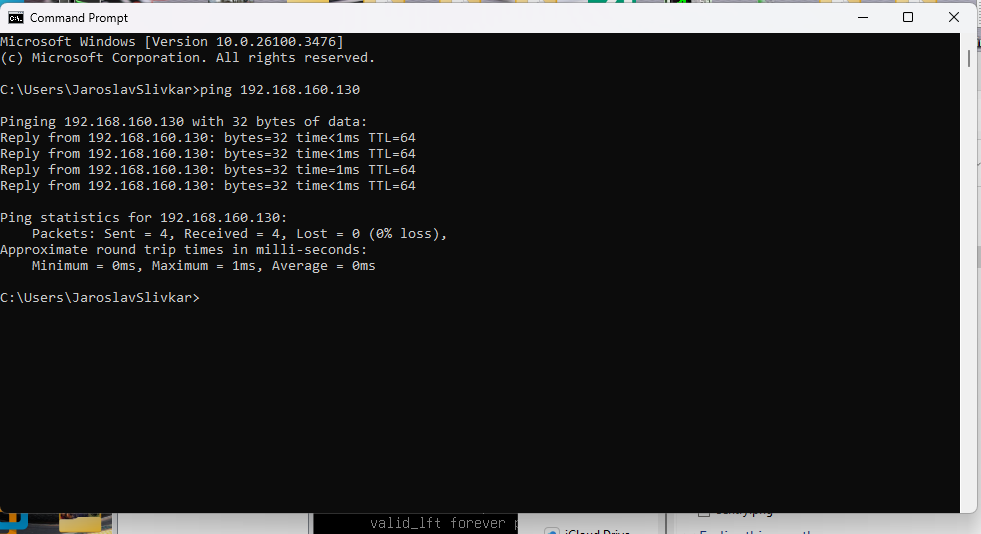 Command Prompt
Microsoft Windows [Version 10.0.26100.3476]
(c) Microsoft Corporation. All rights reserved.
C:\Users\JaroslavSlivkar>ping 192.168.160.130
Pinging 192.168.160.130 with 32 bytes of data:
Reply from 192.168.160.130: bytes=32 time<1ms TTL=64
Reply from 192.168.160.130: bytes=32 time<1ms TTL=64
Reply from 192.168.160.130: bytes=32 time=1ms TTL=64
Reply from 192.168.160.130: bytes=32 time<1ms TTL=64
Ping statistics for 192.168.160.130:
    Packets: Sent = 4, Received = 4, Lost = 0 (0% loss),
Approximate round trip times in milli-seconds:
    Minimum = 0ms, Maximum = 1ms, Average = 0ms
C:\Users\JaroslavSlivkar>
valid_lft forever
iCloud Drive